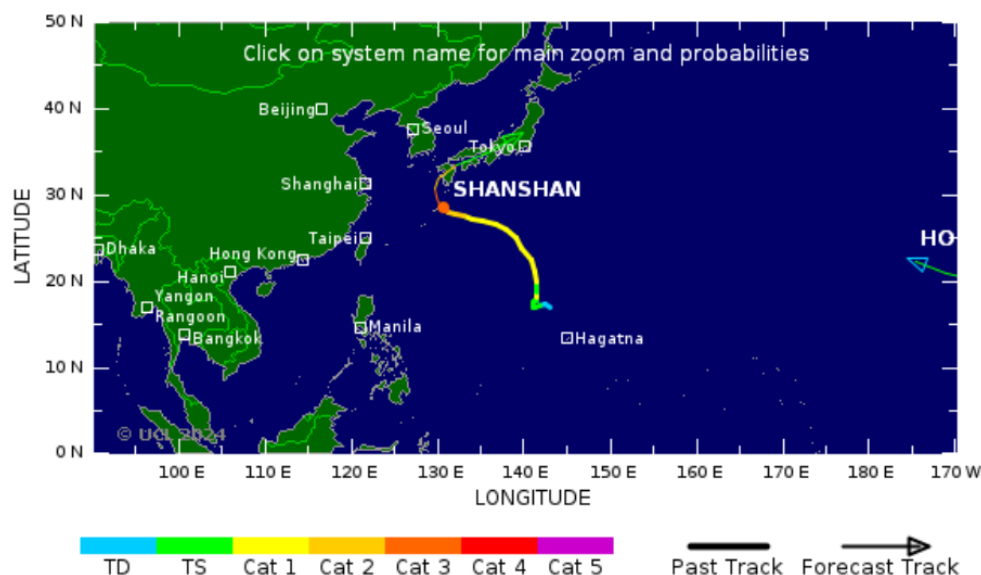 50 N
Click on system name for main zoom and probabilities
40 N
Beijing
Seoul
Tokyo
Shanghai
30 N
SHANSHAN
Taipei
HO
Dhaka
Hong Kong
Hanoi
20 N
Yangon
Rangoon
Manila
Bangkok
Hagatna
10 N
© UCL 2024
0 N
LATITUDE
100 E
110 E
120 E
130 E
140 E
150 E
160 E
170 E
180 E
170 W
LONGITUDE
TD
TS
Cat 1
Cat 2
Cat 3
Cat 4
Cat 5
Past Track
Forecast Track